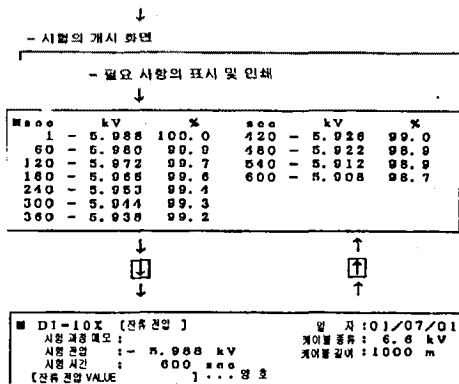 ↓
- 시험의 개시 화면
- 필요 사항의 표시 및 인쇄
↓
■sec kV % sec kV %
1 - 5.988 100.0 420 - 5.926 99.0
60 - 5.980 99.9 480 - 5.922 98.9
120 - 5.972 99.7 540 - 5.912 98.9
180 - 5.965 99.6 600 - 5.908 98.7
240 - 5.953 99.4
300 - 5.944 99.3
360 - 5.938 99.2
↓ ↑
↓ ↑
↓ ↑
■ DI-10X [잔류 전압 ] 일 자 :01/07/01
시험 과정 메모 : 케이블 종류 : 6.6 kV
시험 전압 :- 5.988 kV 케이블 길이 :1000 m
시험 시간 : 600 sec
[잔류 전압 VALUE ] ... 양 호